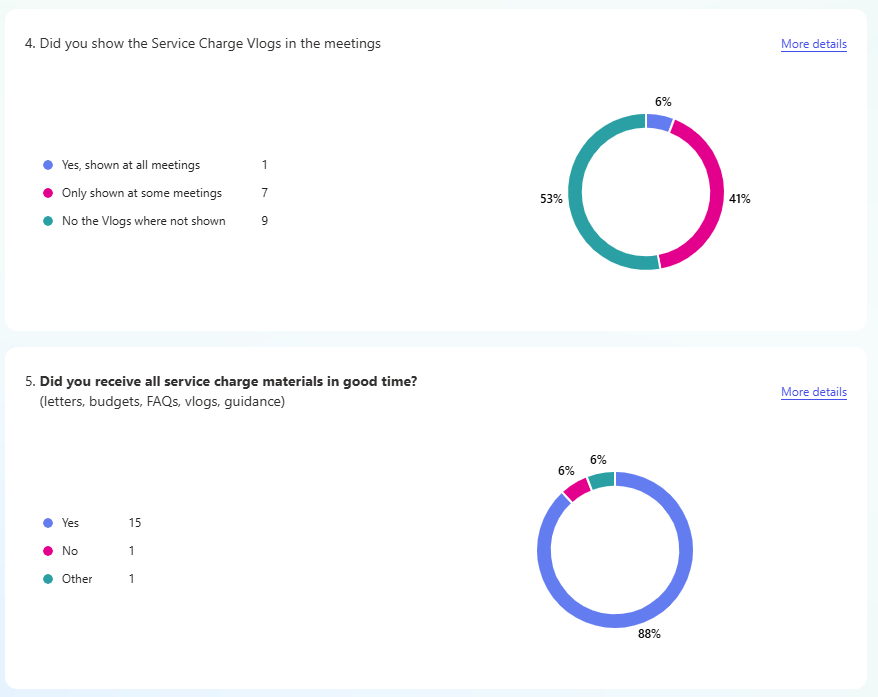 4. Did you show the Service Charge Vlogs in the meetings
More details
6%
Yes, shown at all meetings 1
Only shown at some meetings 7
53%
41%
No the Vlogs where not shown 9
5. Did you receive all service charge materials in good time?
(letters, budgets, FAQs, vlogs, guidance)
More details
6%
6%
Yes 15
No 1
Other 1
88%